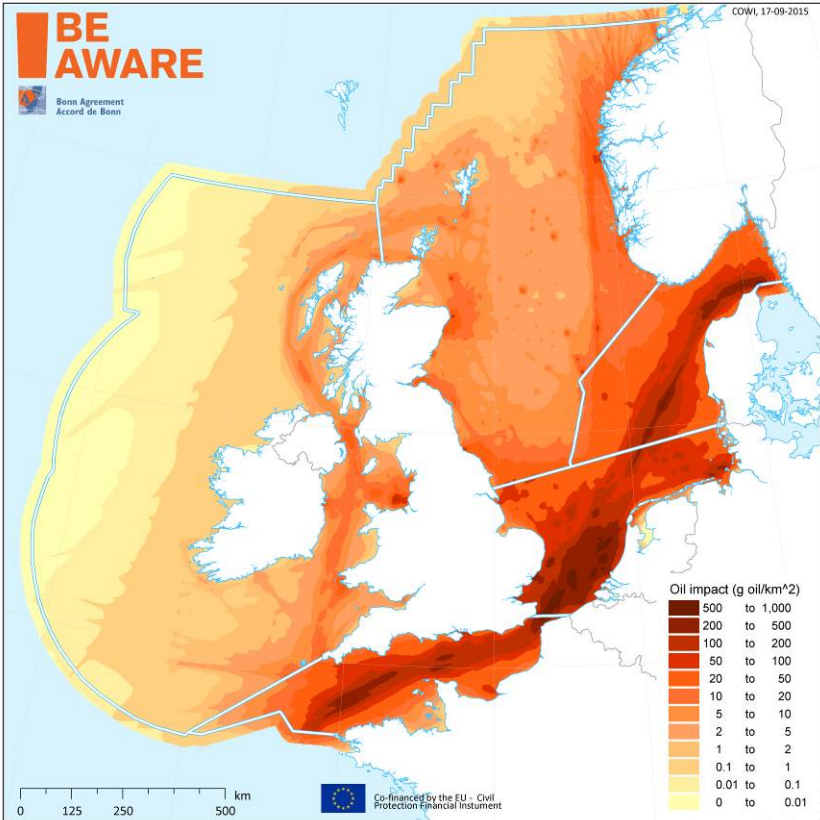 COWI, 17-09-2015
BE
AWARE
Bonn Agreement
Accord de Bonn
Oil impact (g oil/km^2)
500 to 1,000
200 to 500
100 to 200
50 to 100
20 to 50
10 to 20
5 to 10
2 to 5
1 to 2
0.1 to 1
0.01 to 0.1
0 to 0.01
km
0 125 250 500
Co-financed by the EU - Civil
Protection Financial Instument